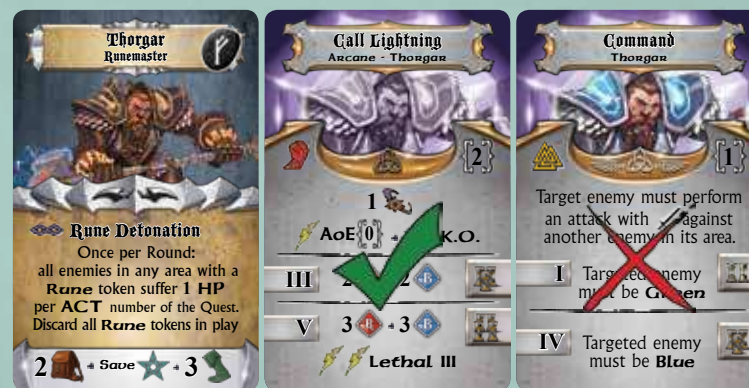 Thorgar
Runemaster
Rune Detonation
Once per Round:
all enemies in any area with a
Rune token suffer 1 HP
per ACT number of the Quest.
Discard all Rune tokens in play
2 + Save + 3
Call Lightning
Arcane - Thorgar
2
1
AoE 0 K.O.
III
V 3 + 3
Lethal III
Command
Thorgar
1
Target enemy must perform
an attack with against
another enemy in its area.
I Targeted enemy
must be Green
IV Targeted enemy
must be Blue